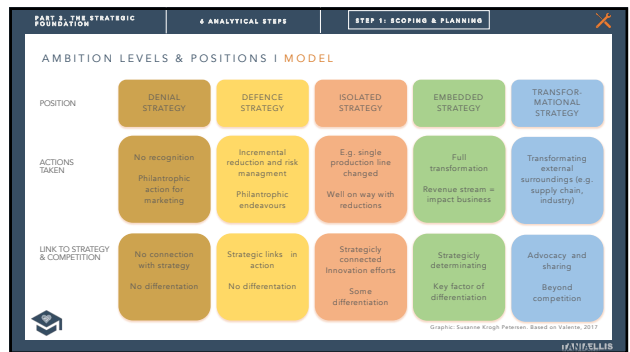 PART 2. THE STRATEGIC
FOUNDATION
6 ANALYTICAL STEPS
STEP 1: SCOPING & PLANNING
AMBITION LEVELS & POSITIONS I MODEL
POSITION
DENIAL
STRATEGY
DEFENCE
STRATEGY
ISOLATED
STRATEGY
EMBEDDED
STRATEGY
TRANSFOR-
MATIONAL
STRATEGY
ACTIONS
TAKEN
No recognition
Philantrophic
action for
marketing
Incremental
reduction and risk
managment
Philantrophic
endeavours
E.g. single
production line
changed
Well on way with
reductions
Full
transformation
Revenue stream =
impact business
Transformating
external
surroundings (e.g.
supply chain,
industry)
LINK TO STRATEGY
& COMPETITION
No connection
with strategy
No differentation
Strategic links in
action
No differentation
Strategicly
connected
Innovation efforts
Some
differentiation
Strategicly
determinating
Key factor of
differentiation
Advocacy and
sharing
Beyond
competition
Graphic: Susanne Krogh Petersen. Based on Valente, 2017
TANIAELLIS